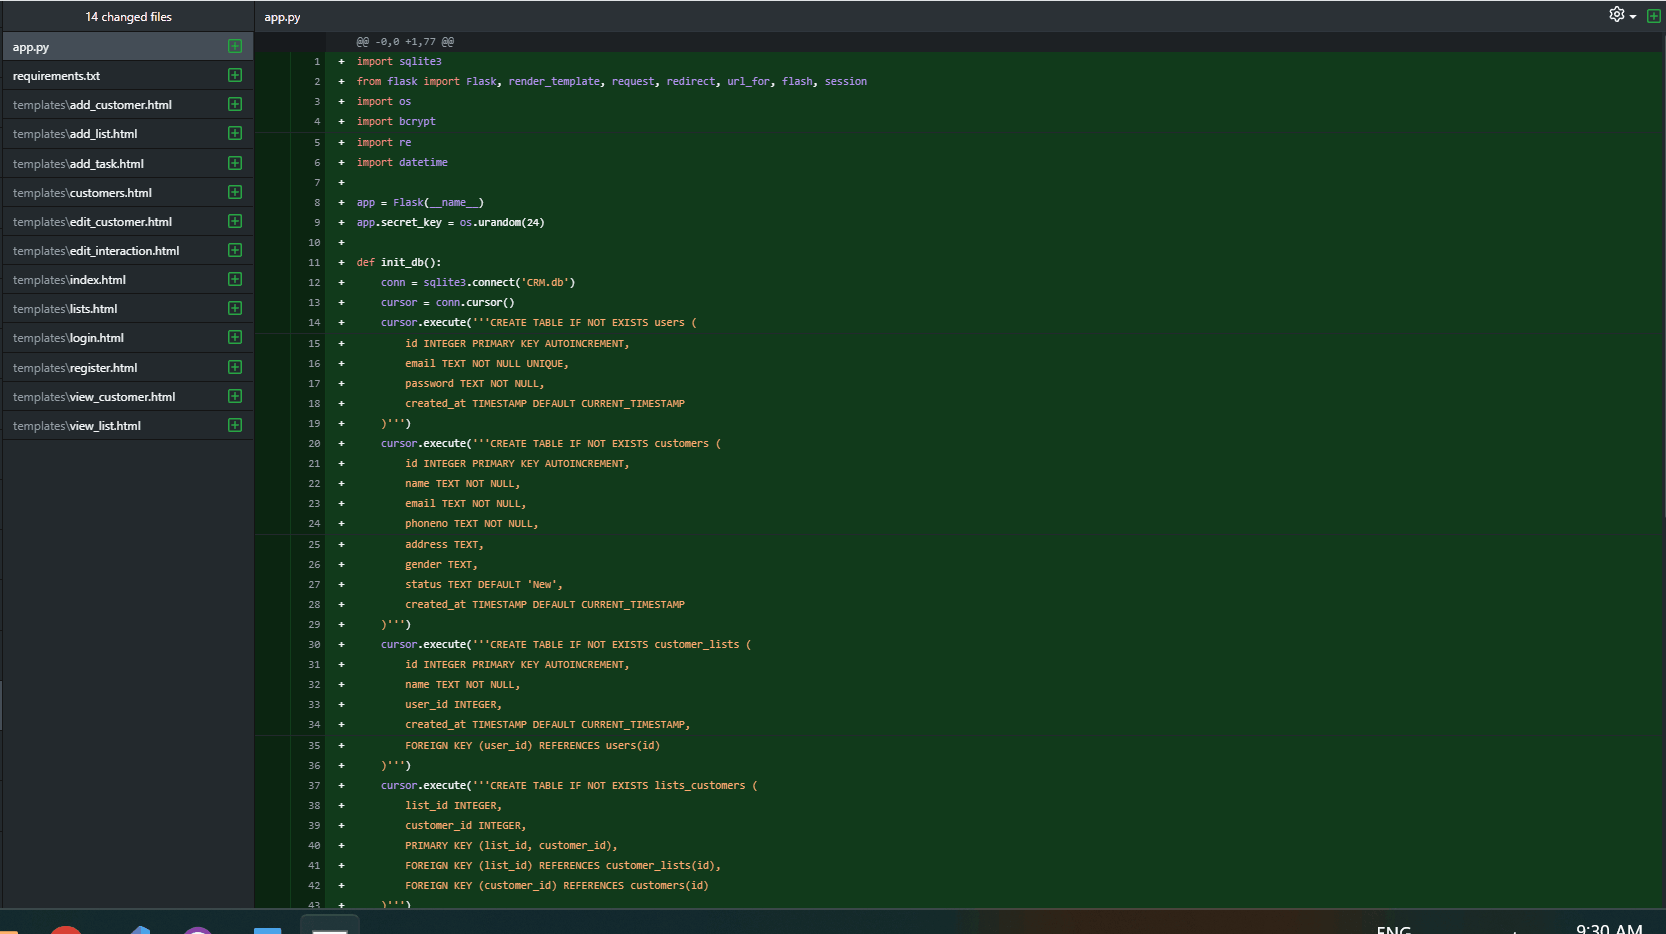 14 changed files
app.py
requirements.txt
templates\add_customer.html
templates\add_list.html
templates\add_task.html
templates\customers.html
templates\edit_customer.html
templates\edit_interaction.html
templates\index.html
templates\lists.html
templates\login.html
templates\register.html
templates\view_customer.html
templates\view_list.html
app.py
@@ -0,0 +1,77 @@
1 + import sqlite3
2 + from flask import Flask, render_template, request, redirect, url_for, flash, session
3 + import os
4 + import bcrypt
5 + import re
6 + import datetime
7 +
8 + app = Flask(__name__)
9 + app.secret_key = os.urandom(24)
10 +
11 + def init_db():
12 +     conn = sqlite3.connect('CRM.db')
13 +     cursor = conn.cursor()
14 +     cursor.execute('''CREATE TABLE IF NOT EXISTS users (
15 +         id INTEGER PRIMARY KEY AUTOINCREMENT,
16 +         email TEXT NOT NULL UNIQUE,
17 +         password TEXT NOT NULL,
18 +         created_at TIMESTAMP DEFAULT CURRENT_TIMESTAMP
19 +     )''')
20 +     cursor.execute('''CREATE TABLE IF NOT EXISTS customers (
21 +         id INTEGER PRIMARY KEY AUTOINCREMENT,
22 +         name TEXT NOT NULL,
23 +         email TEXT NOT NULL,
24 +         phoneno TEXT NOT NULL,
25 +         address TEXT,
26 +         gender TEXT,
27 +         status TEXT DEFAULT 'New',
28 +         created_at TIMESTAMP DEFAULT CURRENT_TIMESTAMP
29 +     )''')
30 +     cursor.execute('''CREATE TABLE IF NOT EXISTS customer_lists (
31 +         id INTEGER PRIMARY KEY AUTOINCREMENT,
32 +         name TEXT NOT NULL,
33 +         user_id INTEGER,
34 +         created_at TIMESTAMP DEFAULT CURRENT_TIMESTAMP,
35 +         FOREIGN KEY (user_id) REFERENCES users(id)
36 +     )''')
37 +     cursor.execute('''CREATE TABLE IF NOT EXISTS lists_customers (
38 +         list_id INTEGER,
39 +         customer_id INTEGER,
40 +         PRIMARY KEY (list_id, customer_id),
41 +         FOREIGN KEY (list_id) REFERENCES customer_lists(id),
42 +         FOREIGN KEY (customer_id) REFERENCES customers(id)
43 +     )''')
ENG
9:30 AM